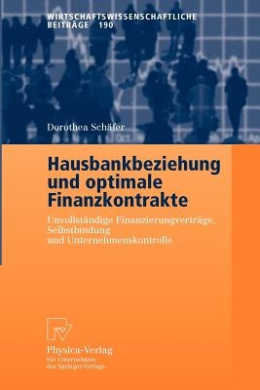 WIRTSCHAFTSWISSENSCHAFTLICHE
BEITRÄGE 190
Dorothea Schäfer
Hausbankbeziehung
und optimale
Finanzkontrakte
Unvollständige Finanzierungverträge,
Selbstbindung
und Unternehmenskontrolle
Physica-Verlag
Ein Unternehmen
des Springer-Verlags